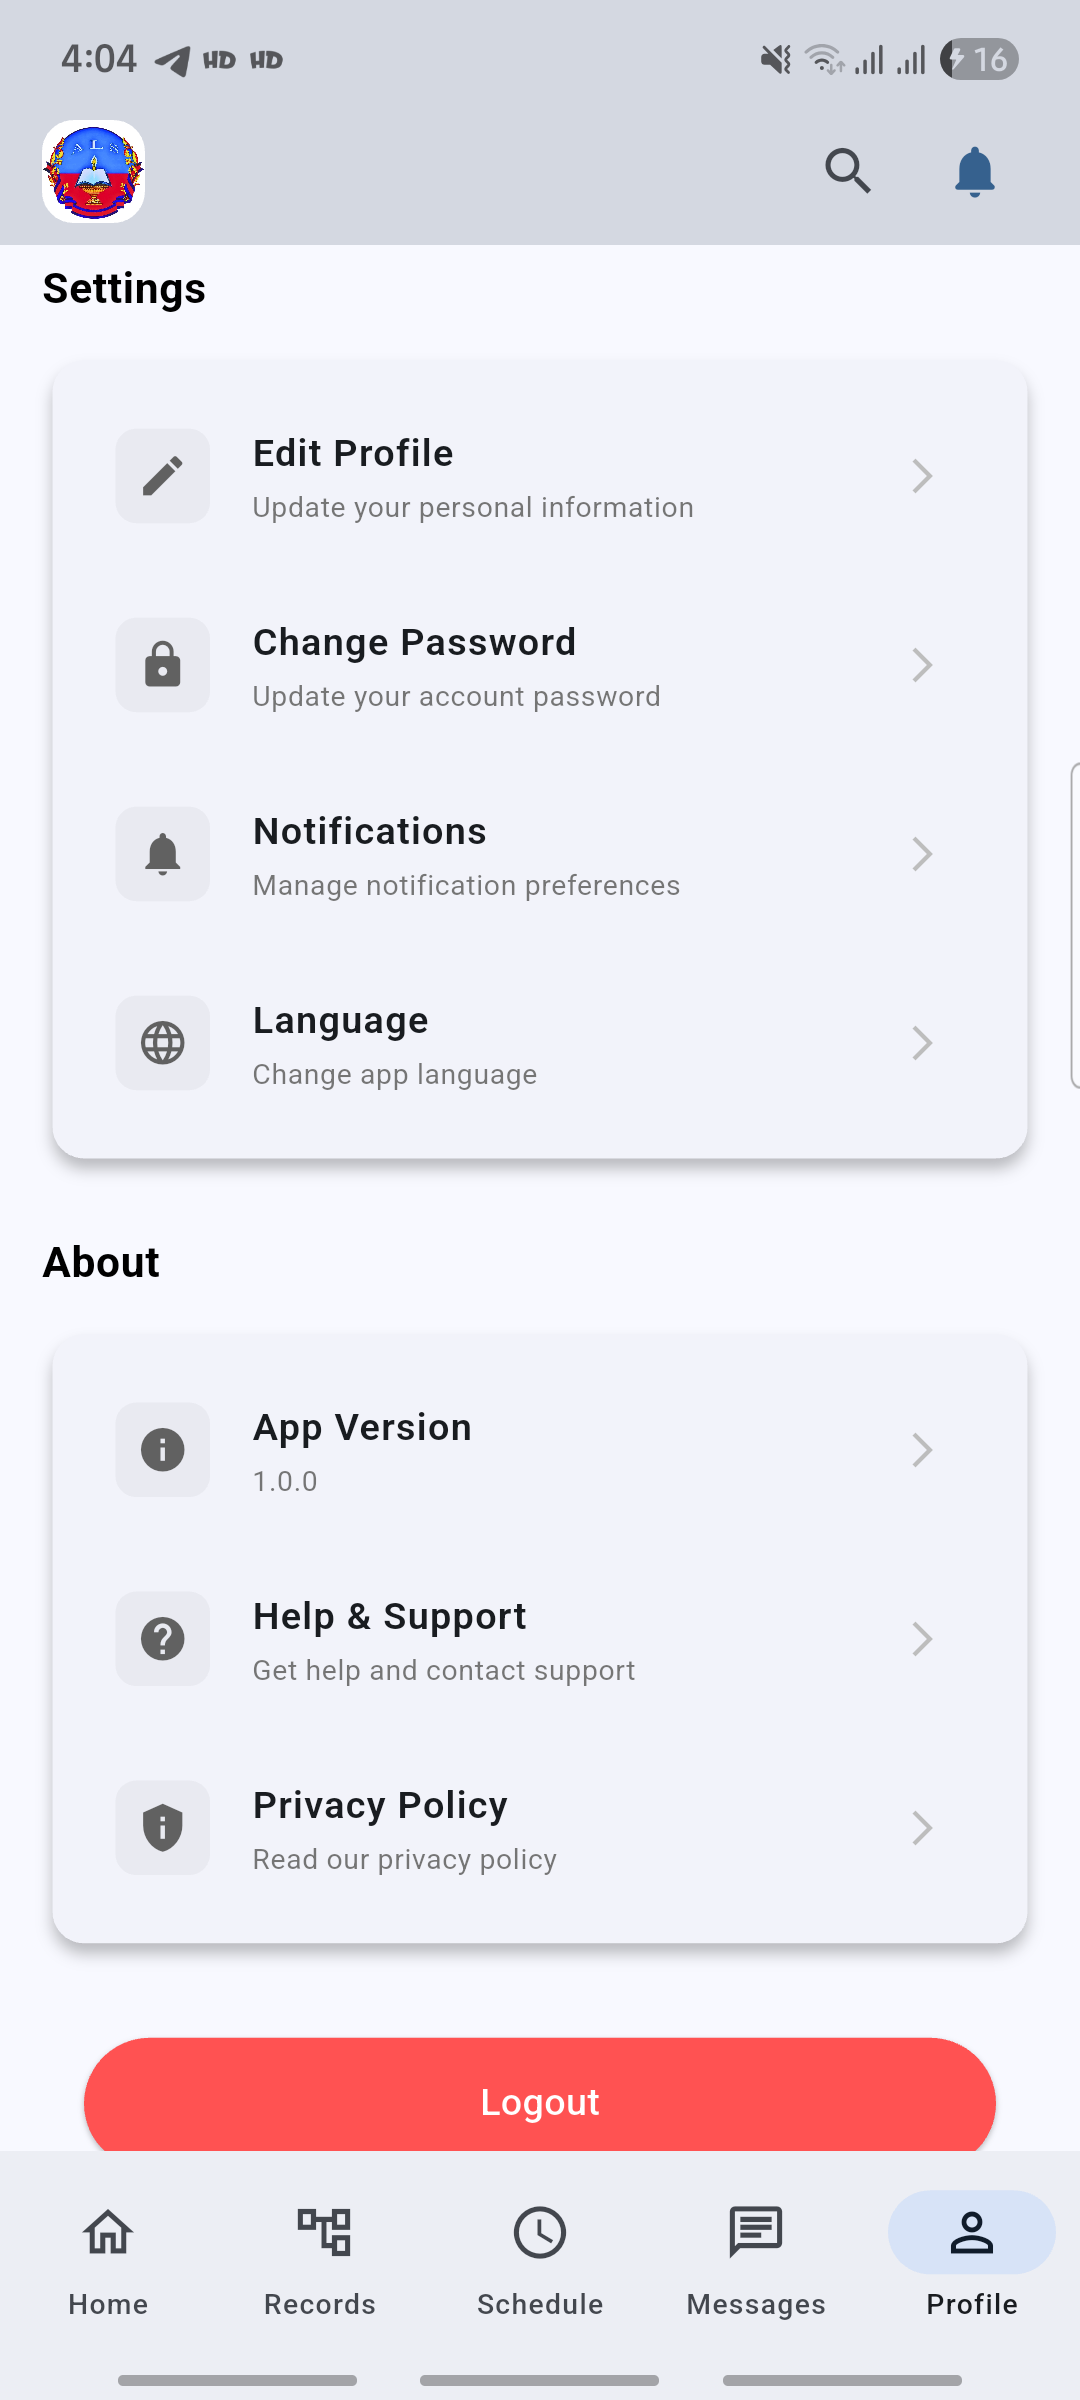 4:04 HD HD 16
A L S
Settings
Edit Profile
Update your personal information
Change Password
Update your account password
Notifications
Manage notification preferences
Language
Change app language
About
App Version
1.0.0
Help & Support
Get help and contact support
Privacy Policy
Read our privacy policy
Logout
Home Records Schedule Messages Profile